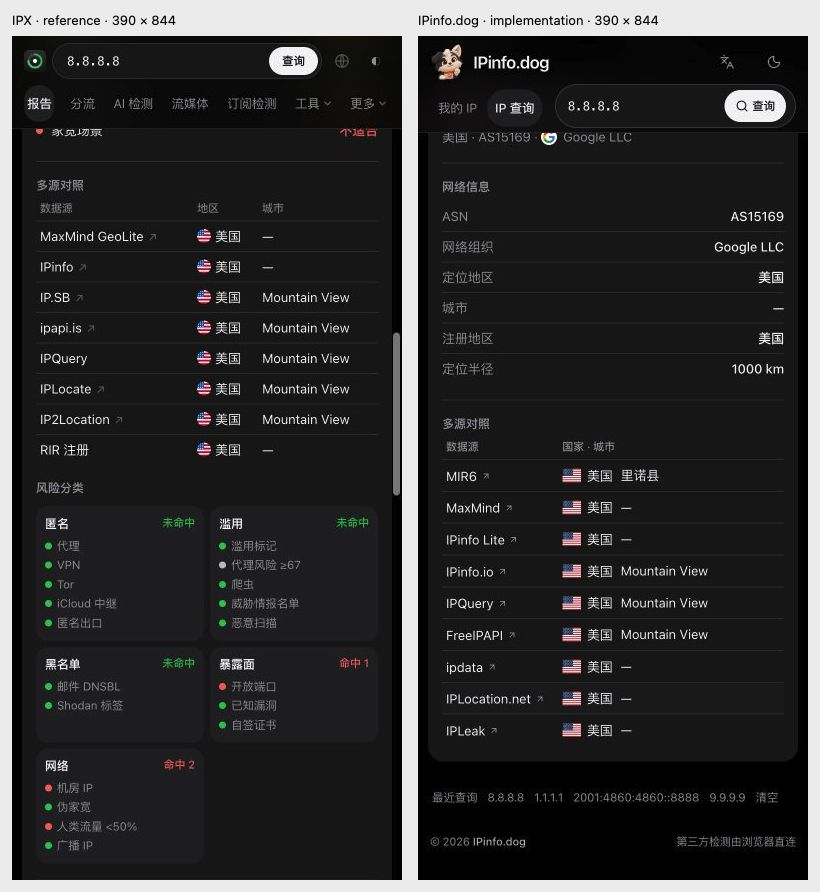 IPX · reference · 390 × 844
8.8.8.8
查询
报告 分流 AI 检测 流媒体 订阅检测 工具 更多
家宽场景 不适合
多源对照
数据源 地区 城市
MaxMind GeoLite ↗ 美国 —
IPinfo ↗ 美国 —
IP.SB ↗ 美国 Mountain View
ipapi.is ↗ 美国 Mountain View
IPQuery 美国 Mountain View
IPLocate ↗ 美国 Mountain View
IP2Location ↗ 美国 Mountain View
RIR 注册 美国 —
风险分类
匿名 未命中
代理
VPN
Tor
iCloud 中继
匿名出口
滥用 未命中
滥用标记
代理风险 ≥67
爬虫
威胁情报名单
恶意扫描
黑名单 未命中
邮件 DNSBL
Shodan 标签
暴露面 命中 1
开放端口
已知漏洞
自签证书
网络 命中 2
机房 IP
伪家宽
人类流量 <50%
广播 IP
IPinfo.dog · implementation · 390 × 844
IPinfo.dog
我的 IP IP 查询 8.8.8.8 查询
美国 · AS15169 · Google LLC
网络信息
ASN AS15169
网络组织 Google LLC
定位地区 美国
城市 —
注册地区 美国
定位半径 1000 km
多源对照
数据源 国家 · 城市
MIR6 ↗ 美国 里诺县
MaxMind ↗ 美国 —
IPinfo Lite ↗ 美国 —
IPinfo.io ↗ 美国 Mountain View
IPQuery ↗ 美国 Mountain View
FreeIPAPI ↗ 美国 Mountain View
ipdata ↗ 美国 —
IPLocation.net ↗ 美国 —
IPLeak ↗ 美国 —
最近查询 8.8.8.8 1.1.1.1 2001:4860:4860::8888 9.9.9.9 清空
© 2026 IPinfo.dog 第三方检测由浏览器直连